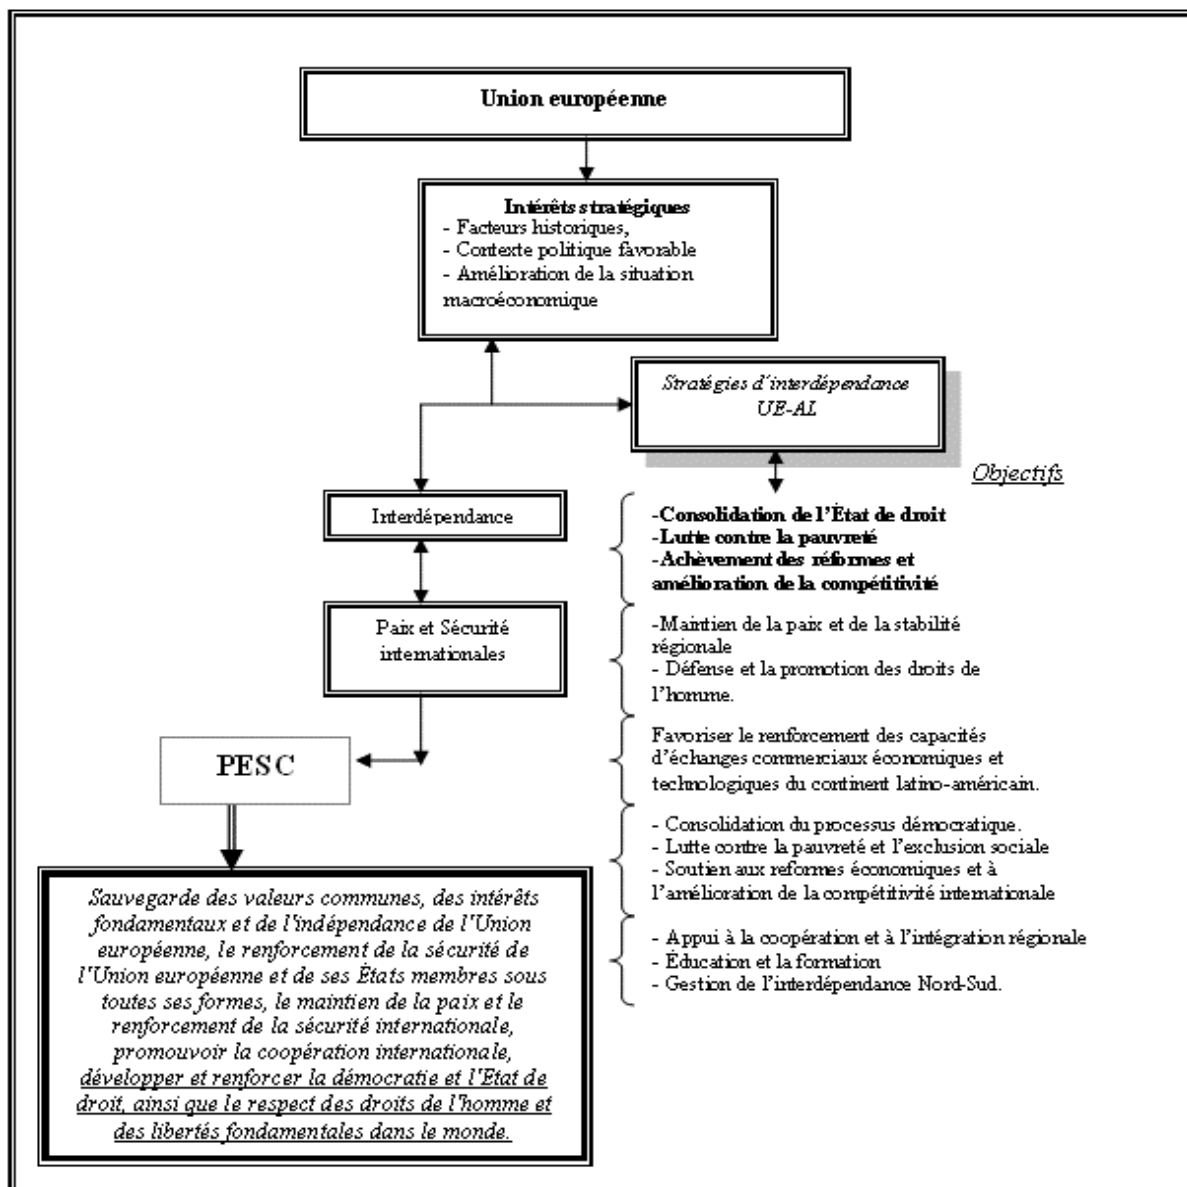 Union européenne
Intérêts stratégiques
- Facteurs historiques,
- Contexte politique favorable
- Amélioration de la situation
macroéconomique
Stratégies d´interdépendance
UE-AL
Objectifs
Interdépendance
Paix et Sécurité
internationales
PESC
Sauvegarde des valeurs communes, des intérêts
fondamentaux et de l'indépendance de l'Union
européenne, le renforcement de la sécurité de
l'Union européenne et de ses États membres sous
toutes ses formes, le maintien de la paix et le
renforcement de la sécurité internationale,
promouvoir la coopération internationale,
développer et renforcer la démocratie et l'Etat de
droit, ainsi que le respect des droits de l'homme et
des libertés fondamentales dans le monde.
-Consolidation de l’État de droit
-Lutte contre la pauvreté
-Achèvement des réformes et
amélioration de la compétitivité
-Maintien de la paix et de la stabilité
régionale
- Défense et la promotion des droits de
l’homme.
Favoriser le renforcement des capacités
d’échanges commerciaux économiques et
technologiques du continent latino-américain.
- Consolidation du processus démocratique.
- Lutte contre la pauvreté et l’exclusion sociale
- Soutien aux reformes économiques et à
l’amélioration de la compétitivité internationale
- Appui à la coopération et à l’intégration régionale
- Éducation et la formation
- Gestion de l’interdépendance Nord-Sud.